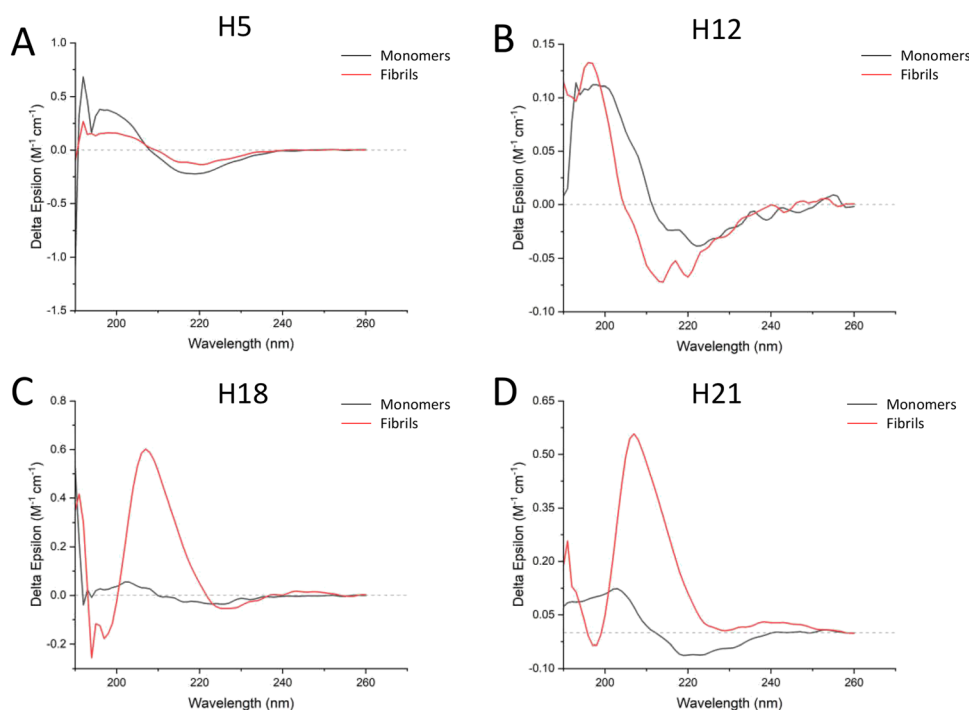 A
H5
Monomers
Fibrils
Delta Epsilon (M⁻¹ cm⁻¹)
1.0
0.5
0.0
-0.5
-1.0
-1.5
200
220
240
260
Wavelength (nm)
B
H12
Monomers
Fibrils
Delta Epsilon (M⁻¹ cm⁻¹)
0.15
0.10
0.05
0.00
-0.05
-0.10
200
220
240
260
Wavelength (nm)
C
H18
Monomers
Fibrils
Delta Epsilon (M⁻¹ cm⁻¹)
0.8
0.6
0.4
0.2
0.0
-0.2
200
220
240
260
Wavelength (nm)
D
H21
Monomers
Fibrils
Delta Epsilon (M⁻¹ cm⁻¹)
0.65
0.50
0.35
0.20
0.05
-0.10
200
220
240
260
Wavelength (nm)